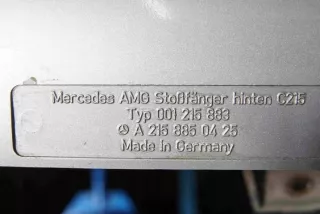 Mercedes AMG Stoßfänger hinten C215
Typ 001 215 883
A 215 885 04 25
Made in Germany